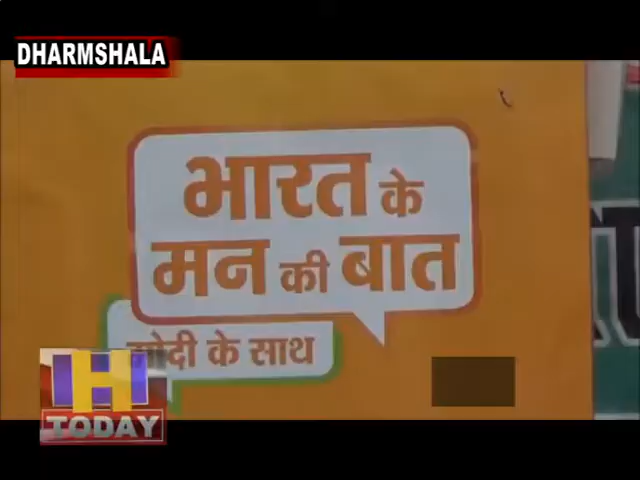 DHARMSHALA
भारत के
मन की बात
मोदी के साथ
H
TODAY